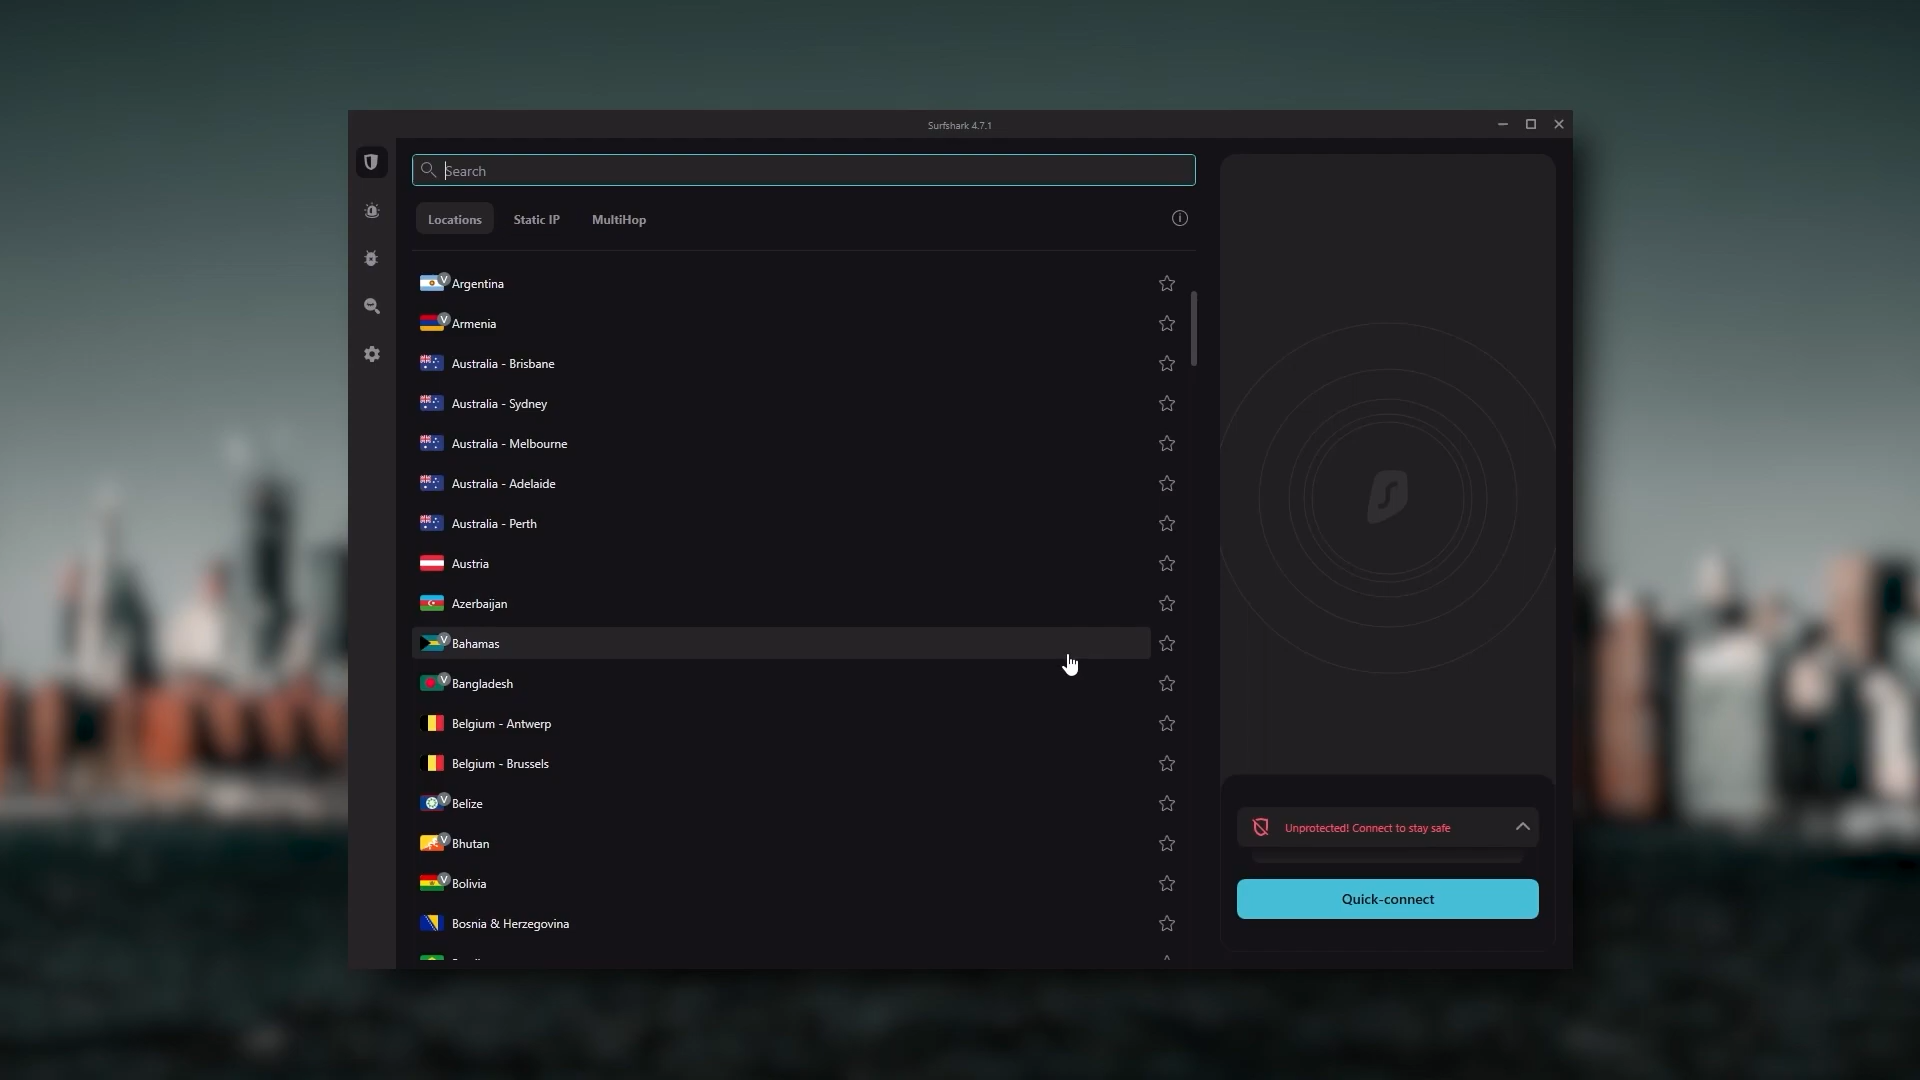 Surfshark 4.7.1
Search
Locations
Static IP
MultiHop
V Argentina
V Armenia
Australia - Brisbane
Australia - Sydney
Australia - Melbourne
Australia - Adelaide
Australia - Perth
Austria
Azerbaijan
V Bahamas
V Bangladesh
Belgium - Antwerp
Belgium - Brussels
V Belize
V Bhutan
V Bolivia
Bosnia & Herzegovina
Unprotected! Connect to stay safe
Quick-connect